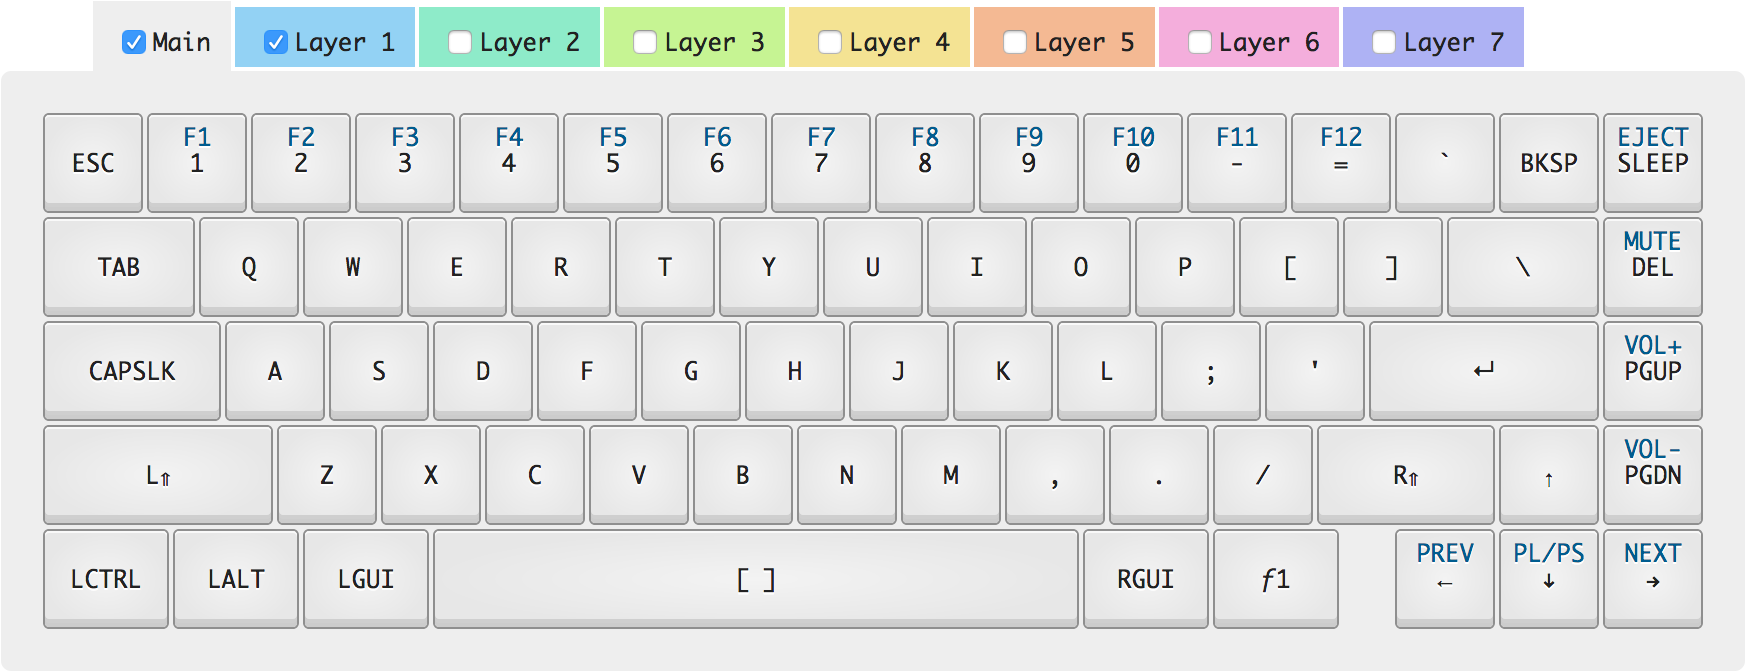 Main Layer 1 Layer 2 Layer 3 Layer 4 Layer 5 Layer 6 Layer 7
F1 F2 F3 F4 F5 F6 F7 F8 F9 F10 F11 F12 EJECT
ESC 1 2 3 4 5 6 7 8 9 0 - = ` BKSP SLEEP
MUTE
TAB Q W E R T Y U I O P [ ] \ DEL
VOL+
CAPSLK A S D F G H J K L ; ' ↵ PGUP
VOL-
L⇑ Z X C V B N M , . / R⇑ ↑ PGDN
PREV PL/PS NEXT
LCTRL LALT LGUI [ ] RGUI ƒ1 ← ↓ →